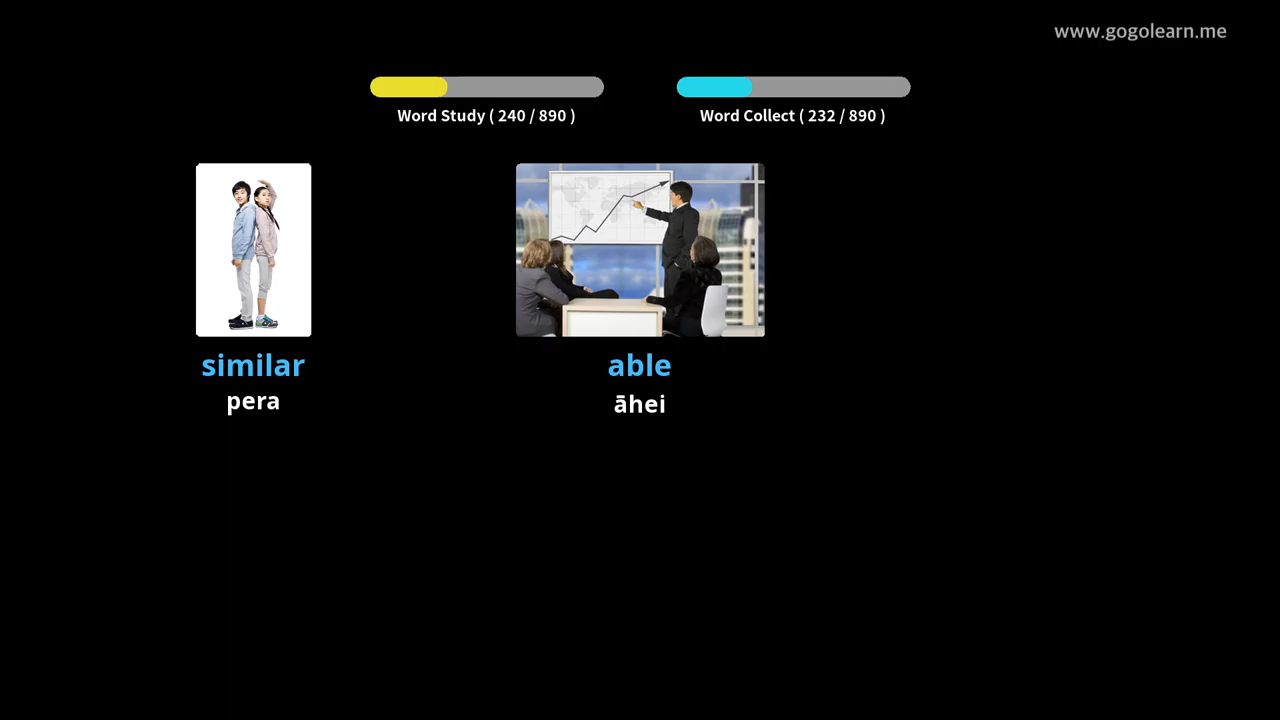 www.gogolearn.me
Word Study ( 240 / 890 )
Word Collect ( 232 / 890 )
similar
pera
able
āhei